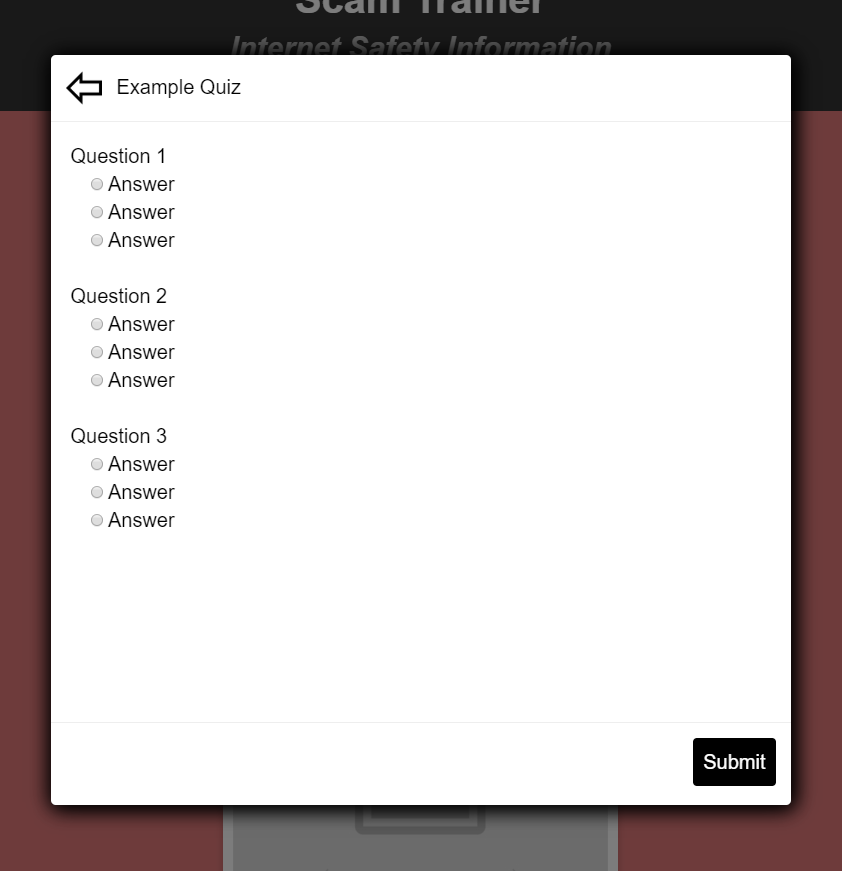 Scam Trainer
Internet Safety Information
Example Quiz
Question 1
Answer
Answer
Answer
Question 2
Answer
Answer
Answer
Question 3
Answer
Answer
Answer
Submit